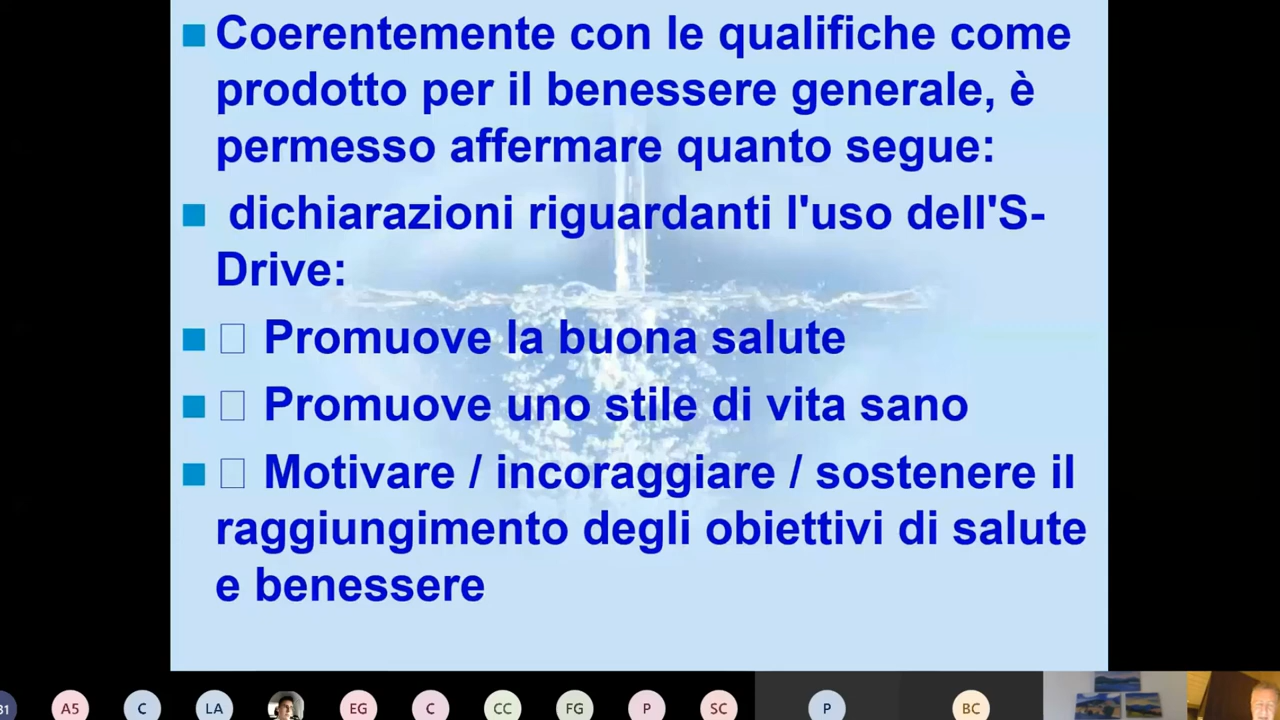 Coerentemente con le qualifiche come
prodotto per il benessere generale, è
permesso affermare quanto segue:
dichiarazioni riguardanti l'uso dell'S-
Drive:
Promuove la buona salute
Promuove uno stile di vita sano
Motivare / incoraggiare / sostenere il
raggiungimento degli obiettivi di salute
e benessere
A5 C LA EG C CC FG P SC P BC